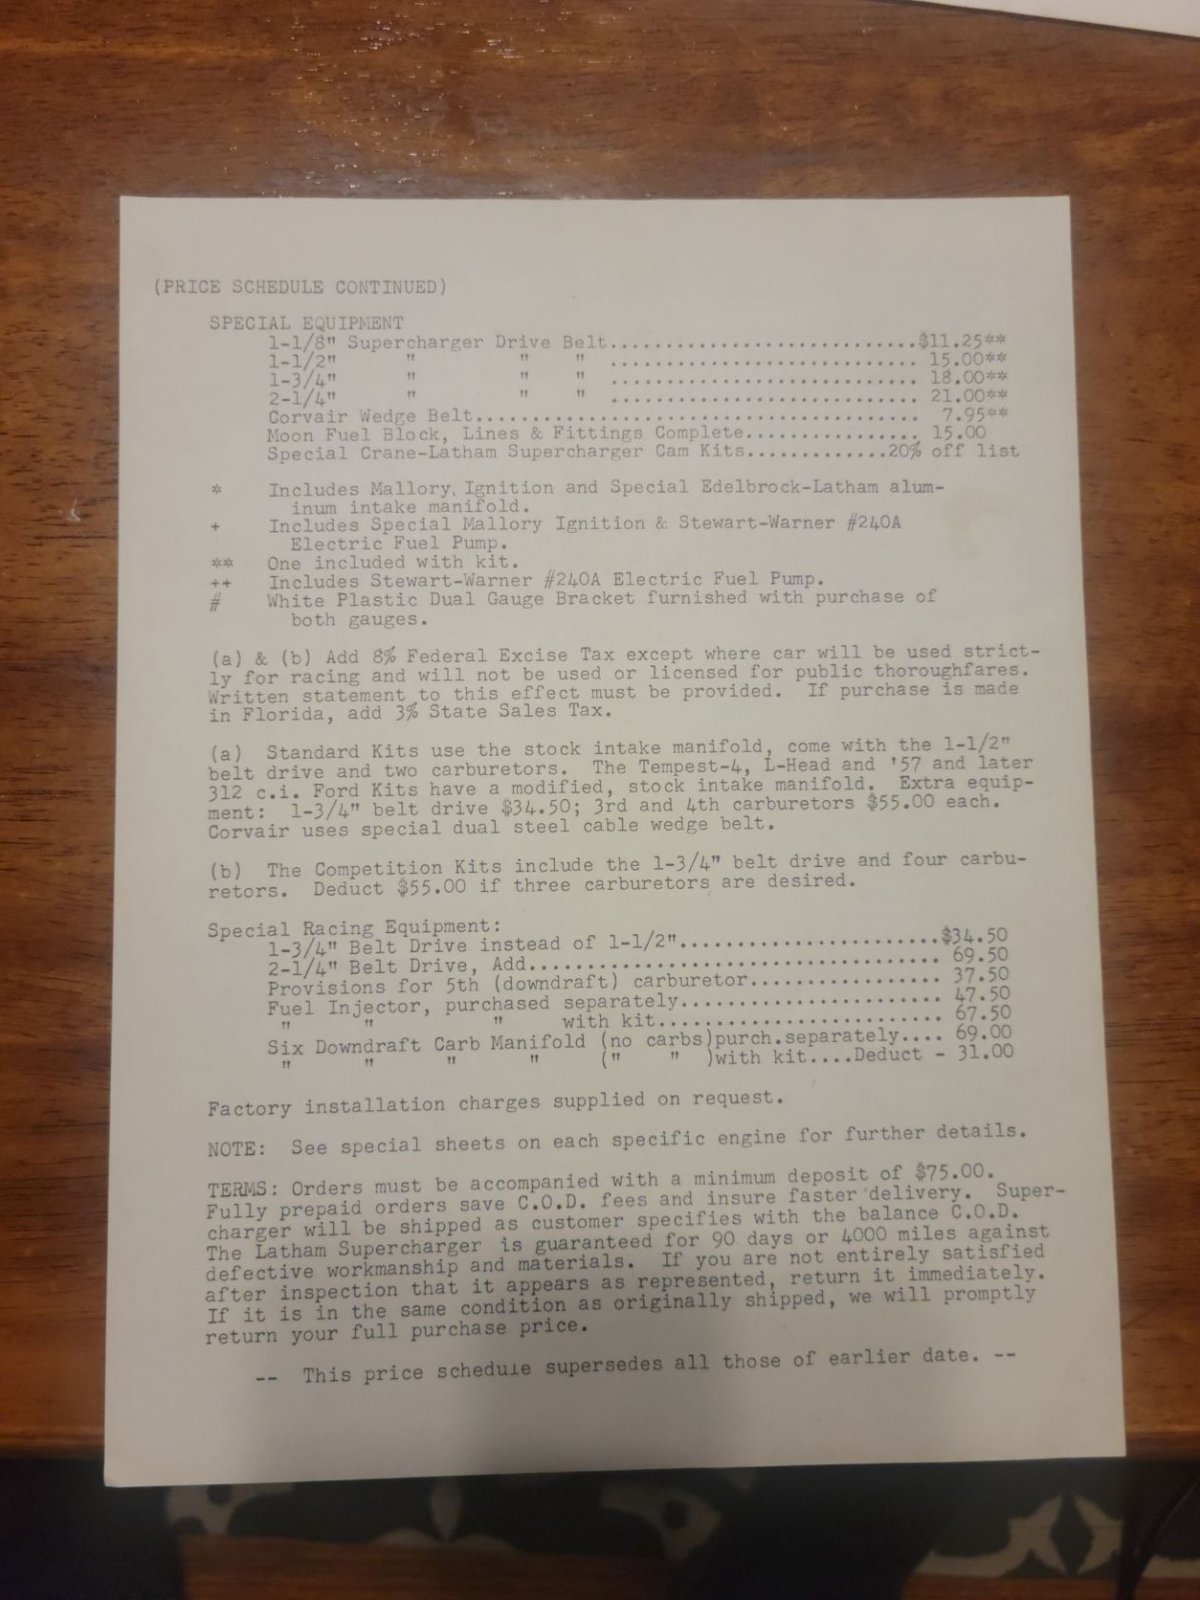 (PRICE SCHEDULE CONTINUED)
SPECIAL EQUIPMENT
1-1/8" Supercharger Drive Belt..........................$11.25**
1-1/2" " " " .......................... 15.00**
1-3/4" " " " .......................... 18.00**
2-1/4" " " " .......................... 21.00**
Corvair Wedge Belt...................................... 7.95**
Moon Fuel Block, Lines & Fittings Complete............... 15.00
Special Crane-Latham Supercharger Cam Kits............20% off list
* Includes Mallory Ignition and Special Edelbrock-Latham alum-
inum intake manifold.
+ Includes Special Mallory Ignition & Stewart-Warner #240A
Electric Fuel Pump.
** One included with kit.
++ Includes Stewart-Warner #240A Electric Fuel Pump.
# White Plastic Dual Gauge Bracket furnished with purchase of
both gauges.
(a) & (b) Add 8% Federal Excise Tax except where car will be used strict-
ly for racing and will not be used or licensed for public thoroughfares.
Written statement to this effect must be provided. If purchase is made
in Florida, add 3% State Sales Tax.
(a) Standard Kits use the stock intake manifold, come with the 1-1/2"
belt drive and two carburetors. The Tempest-4, L-Head and '57 and later
312 c.i. Ford Kits have a modified, stock intake manifold. Extra equip-
ment: 1-3/4" belt drive $34.50; 3rd and 4th carburetors $55.00 each.
Corvair uses special dual steel cable wedge belt.
(b) The Competition Kits include the 1-3/4" belt drive and four carbu-
retors. Deduct $55.00 if three carburetors are desired.
Special Racing Equipment:
1-3/4" Belt Drive instead of 1-1/2"......................$34.50
2-1/4" Belt Drive, Add................................... 69.50
Provisions for 5th (downdraft) carburetor................ 37.50
Fuel Injector, purchased separately...................... 47.50
" " " with kit........................ 67.50
Six Downdraft Carb Manifold (no carbs)purch.separately.... 69.00
" " " " (" " )with kit....Deduct - 31.00
Factory installation charges supplied on request.
NOTE: See special sheets on each specific engine for further details.
TERMS: Orders must be accompanied with a minimum deposit of $75.00.
Fully prepaid orders save C.O.D. fees and insure faster delivery. Super-
charger will be shipped as customer specifies with the balance C.O.D.
The Latham Supercharger is guaranteed for 90 days or 4000 miles against
defective workmanship and materials. If you are not entirely satisfied
after inspection that it appears as represented, return it immediately.
If it is in the same condition as originally shipped, we will promptly
return your full purchase price.
-- This price schedule supersedes all those of earlier date. --